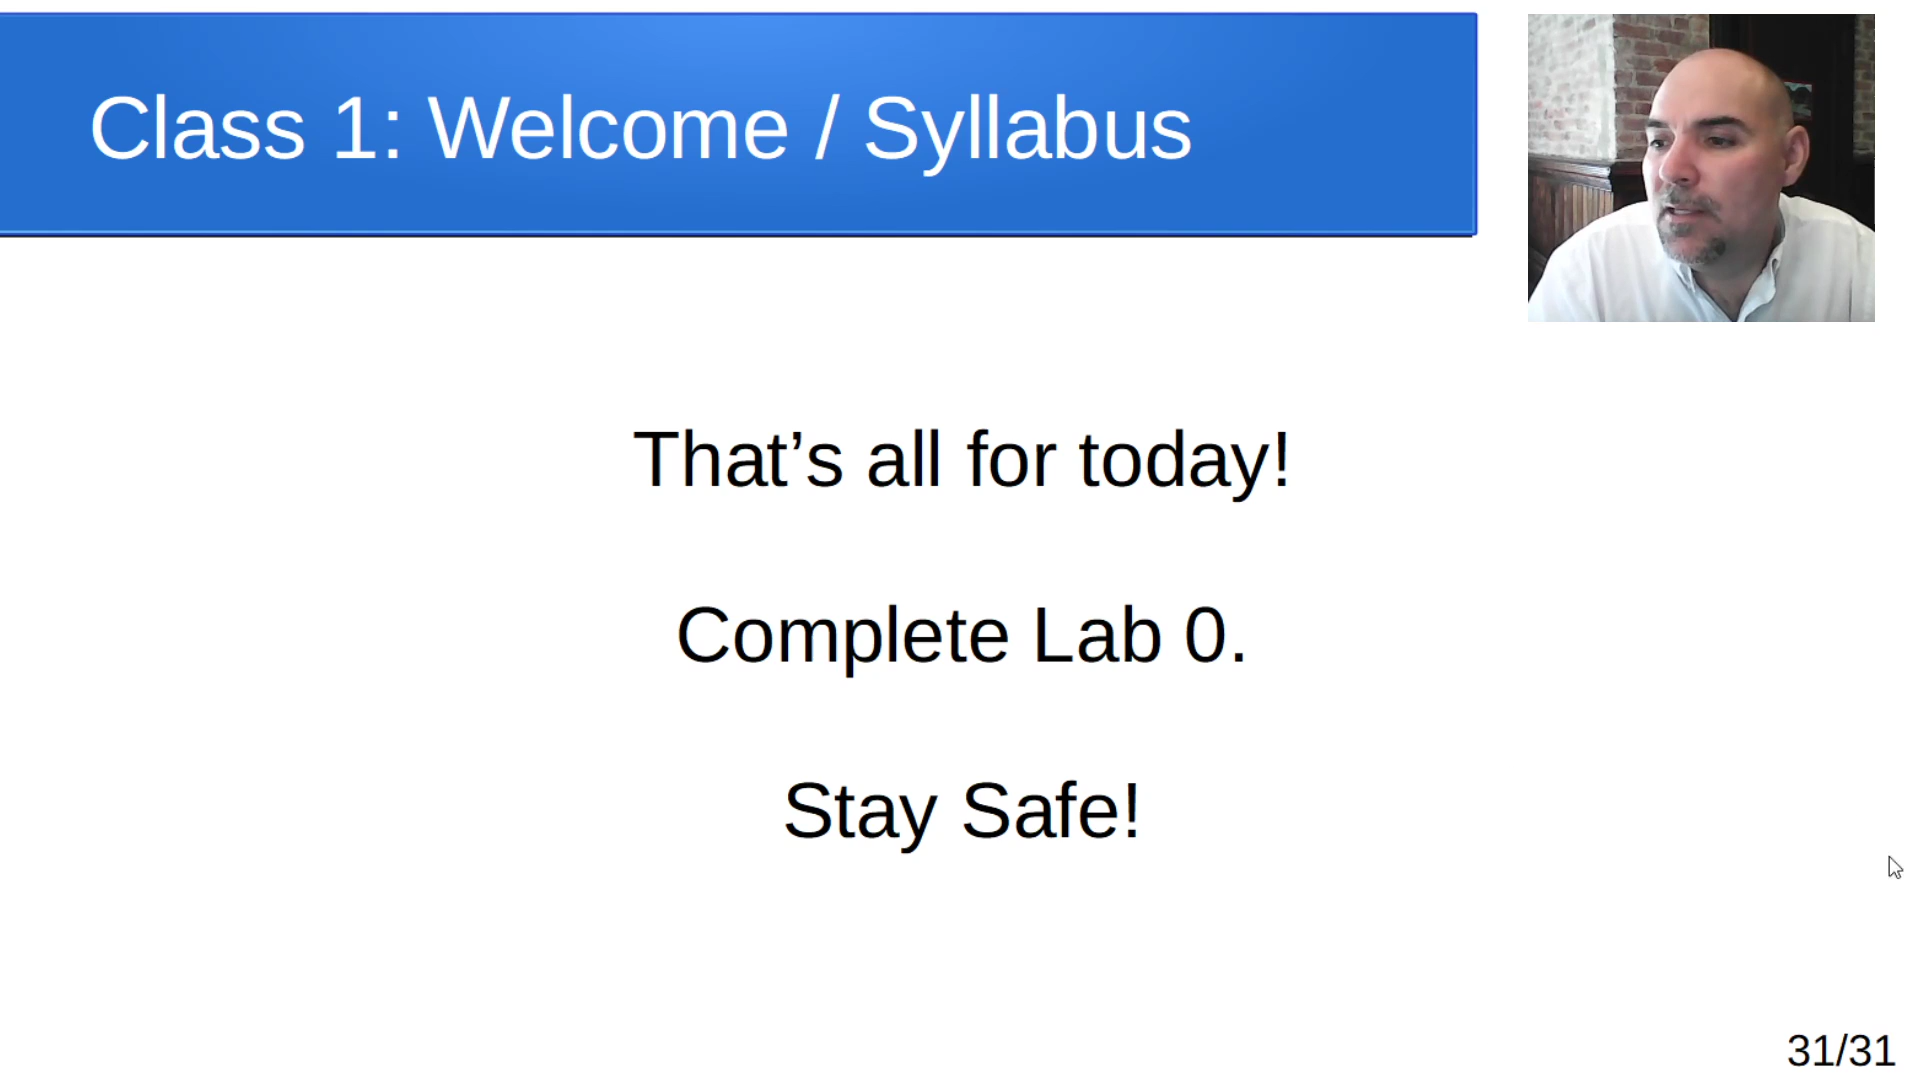 Class 1: Welcome / Syllabus
That’s all for today!
Complete Lab 0.
Stay Safe!
31/31